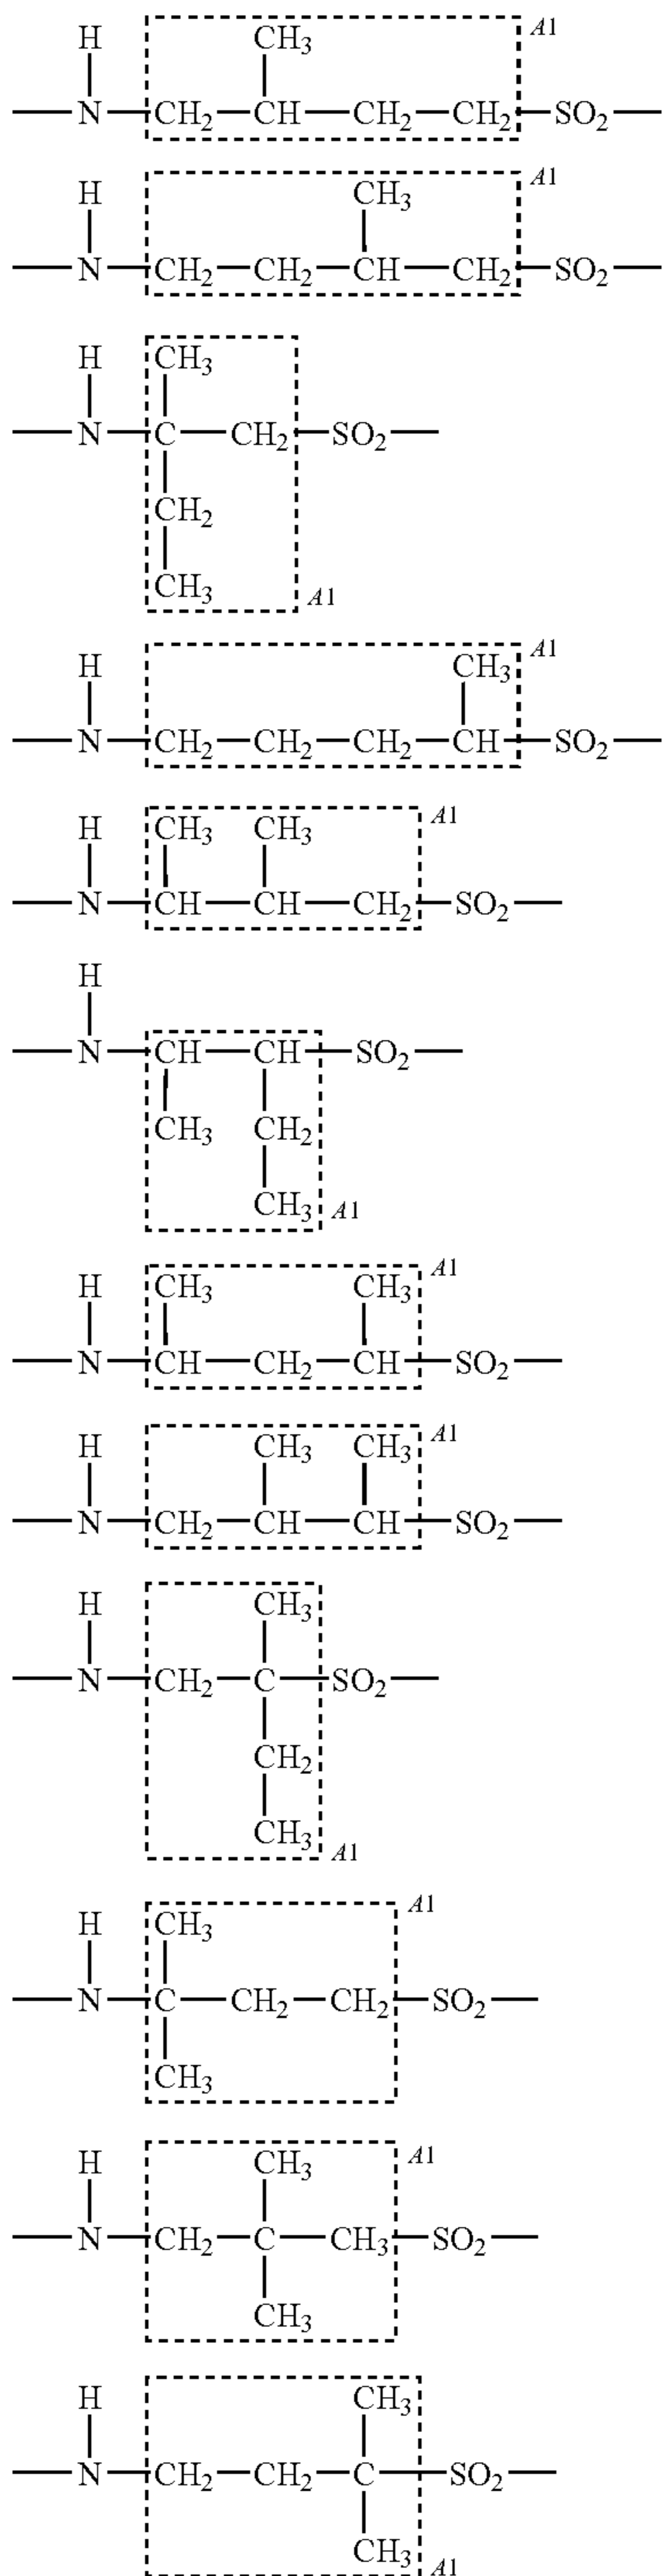 H CH₃ A1
N CH₂ CH CH₂ CH₂ SO₂
H CH₃ A1
N CH₂ CH₂ CH CH₂ SO₂
H CH₃
N C CH₂ SO₂
CH₂
CH₃ A1
H CH₃ A1
N CH₂ CH₂ CH₂ CH SO₂
H CH₃ CH₃ A1
N CH CH CH₂ SO₂
H
N CH CH SO₂
CH₃ CH₂
CH₃ A1
H CH₃ CH₃ A1
N CH CH₂ CH SO₂
H CH₃ CH₃ A1
N CH₂ CH CH SO₂
H CH₃
N CH₂ C SO₂
CH₂
CH₃ A1
H CH₃ A1
N C CH₂ CH₂ SO₂
CH₃
H CH₃ A1
N CH₂ C CH₃ SO₂
CH₃
H CH₃
N CH₂ CH₂ C SO₂
CH₃ A1